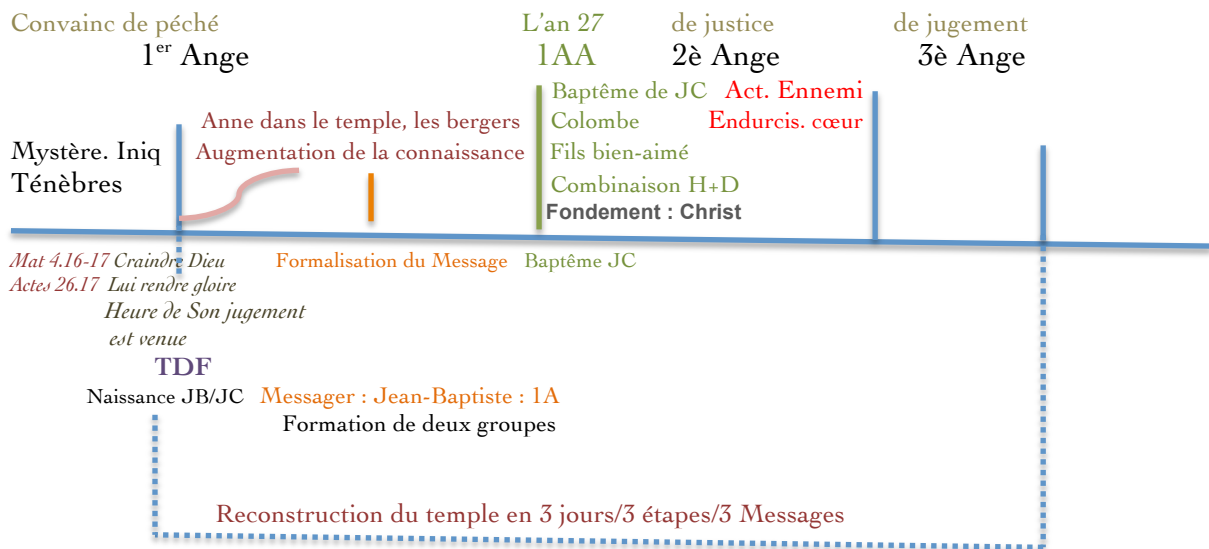 Convainc de péché
L'an 27
de justice
de jugement
1er Ange
1AA
2è Ange
3è Ange
Baptême de JC
Act. Ennemi
Anne dans le temple, les bergers
Colombe
Endurcis. cœur
Mystère. Iniq
Augmentation de la connaissance
Fils bien-aimé
Ténèbres
Combinaison H+D
Fondement : Christ
Mat 4.16-17 Craindre Dieu
Formalisation du Message
Baptême JC
Actes 26.17 Lui rendre gloire
Heure de Son jugement
est venue
TDF
Naissance JB/JC
Messager : Jean-Baptiste : 1A
Formation de deux groupes
Reconstruction du temple en 3 jours/3 étapes/3 Messages